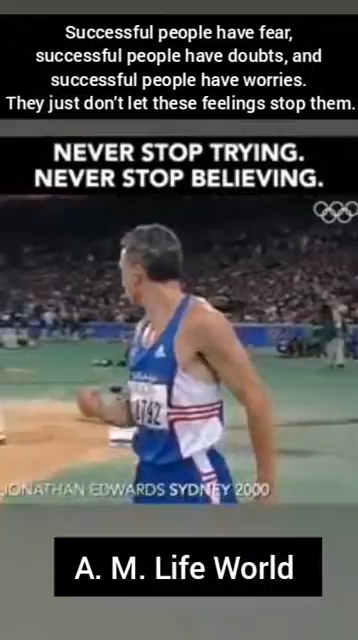 Successful people have fear,
successful people have doubts, and
successful people have worries.
They just don't let these feelings stop them.
NEVER STOP TRYING.
NEVER STOP BELIEVING.
JONATHAN EDWARDS SYDNEY 2000
A. M. Life World